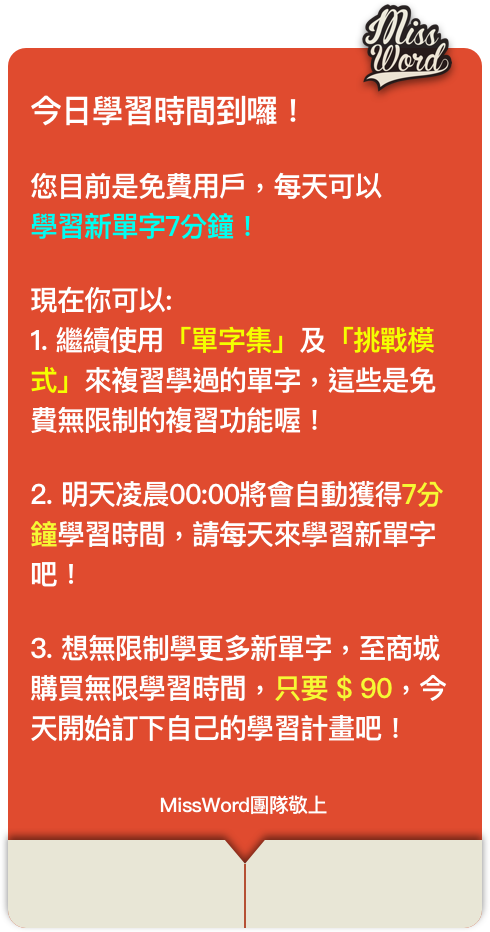 Miss
Word
今日學習時間到囉！
您目前是免費用戶，每天可以
學習新單字7分鐘！
現在你可以:
1. 繼續使用「單字集」及「挑戰模
式」來複習學過的單字，這些是免
費無限制的複習功能喔！
2. 明天凌晨00:00將會自動獲得7分
鐘學習時間，請每天來學習新單字
吧！
3. 想無限制學更多新單字，至商城
購買無限學習時間，只要 $ 90，今
天開始訂下自己的學習計畫吧！
MissWord團隊敬上